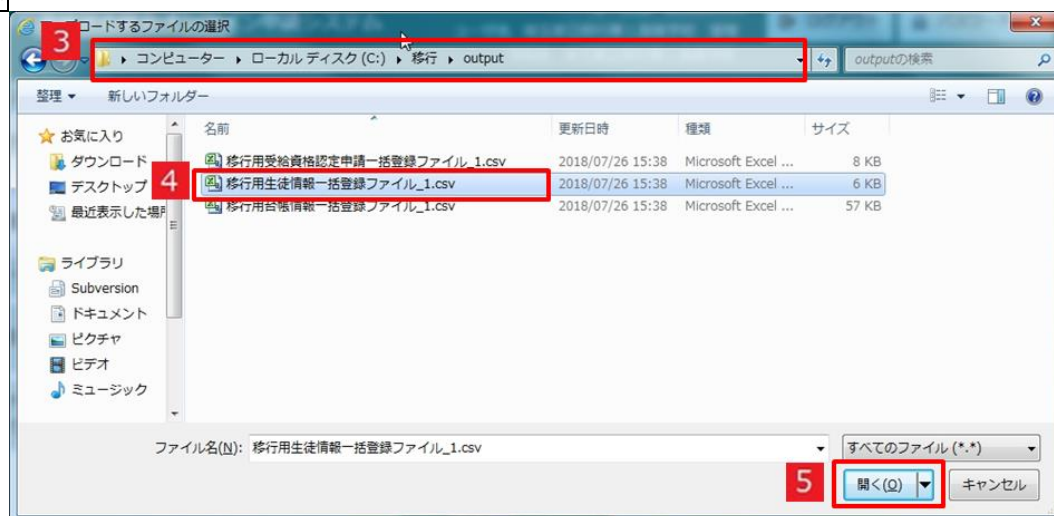 ードするファイルの選択
3
コンピューター ▸ ローカル ディスク (C:) ▸ 移行 ▸ output
outputの検索
整理 ▼ 新しいフォルダー
名前 更新日時 種類 サイズ
お気に入り
移行用受給資格認定申請一括登録ファイル_1.csv 2018/07/26 15:38 Microsoft Excel ... 8 KB
ダウンロード
4
移行用生徒情報一括登録ファイル_1.csv 2018/07/26 15:38 Microsoft Excel ... 6 KB
デスクトップ
移行用台帳情報一括登録ファイル_1.csv 2018/07/26 15:38 Microsoft Excel ... 57 KB
最近表示した場所
ライブラリ
Subversion
ドキュメント
ピクチャ
ビデオ
ミュージック
ファイル名(N): 移行用生徒情報一括登録ファイル_1.csv
すべてのファイル (*.*)
5
開く(O)
キャンセル